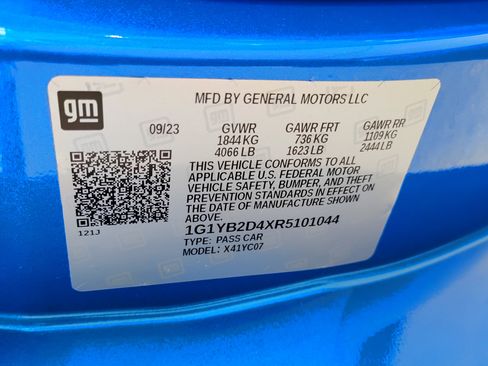 gm
MFD BY GENERAL MOTORS LLC
09/23 GVWR GAWR FRT GAWR RR
1844 KG 736 KG 1109 KG
4066 LB 1623 LB 2444 LB
THIS VEHICLE CONFORMS TO ALL
APPLICABLE U.S. FEDERAL MOTOR
VEHICLE SAFETY, BUMPER, AND THEFT
PREVENTION STANDARDS IN EFFECT ON
THE DATE OF MANUFACTURE SHOWN
ABOVE.
1G1YB2D4XR5101044
TYPE: PASS CAR
MODEL: X41YC07
121J